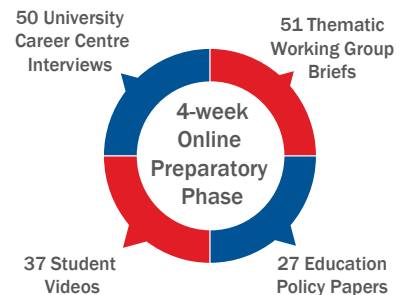 50 University
Career Centre
Interviews
51 Thematic
Working Group
Briefs
4-week
Online
Preparatory
Phase
37 Student
Videos
27 Education
Policy Papers